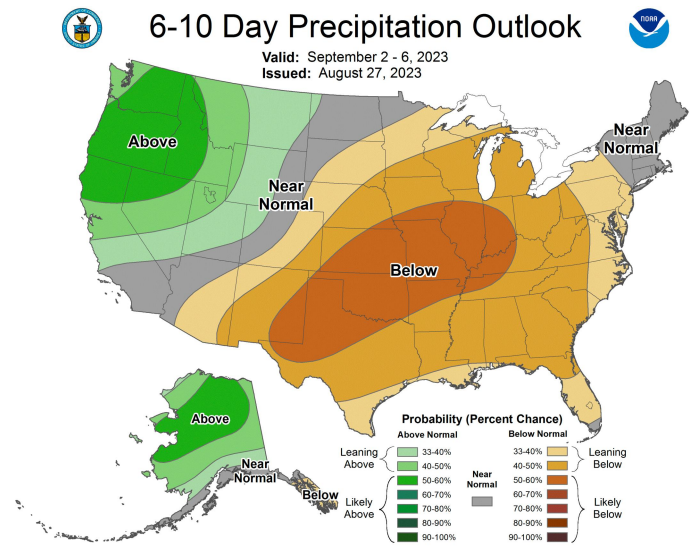 6-10 Day Precipitation Outlook
NOAA
Valid: September 2 - 6, 2023
Issued: August 27, 2023
Above
Near
Normal
Near
Normal
Below
Above
Near
Normal
Below
Probability (Percent Chance)
Above Normal
Below Normal
Leaning
Above
33-40%
40-50%
Likely
Above
50-60%
60-70%
70-80%
80-90%
90-100%
Near
Normal
33-40%
40-50%
Leaning
Below
50-60%
60-70%
70-80%
80-90%
90-100%
Likely
Below